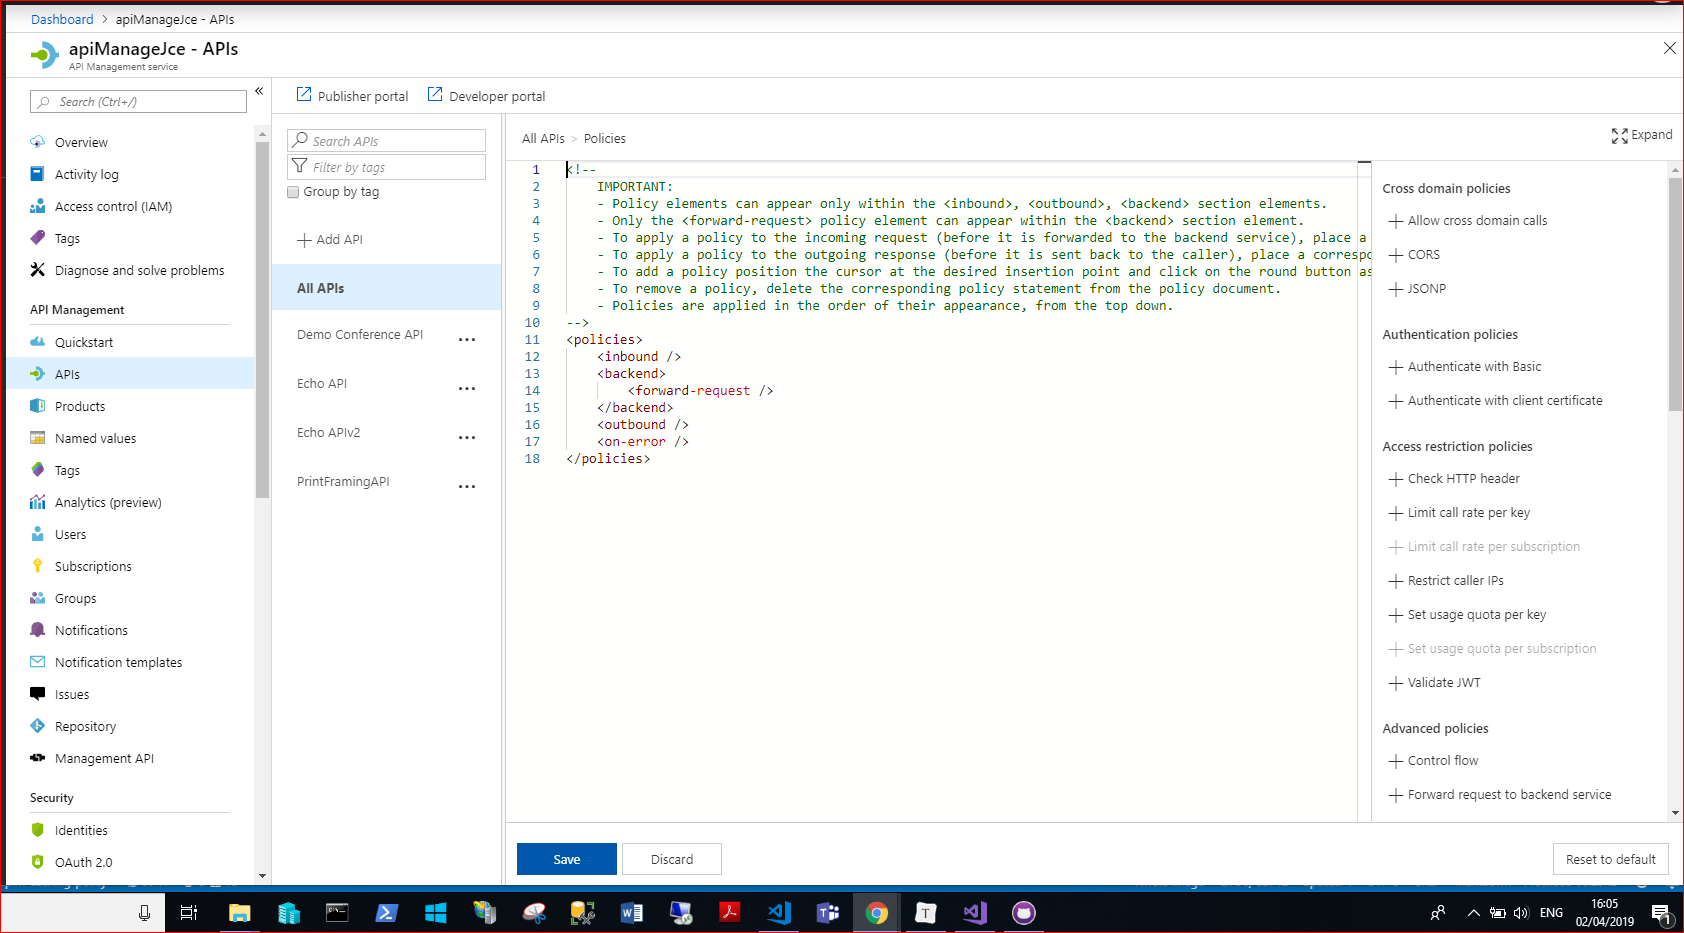 Dashboard > apiManageJce - APIs
apiManageJce - APIs
API Management service
Search (Ctrl+/)
«
Overview
Activity log
Access control (IAM)
Tags
Diagnose and solve problems
API Management
Quickstart
APIs
Products
Named values
Tags
Analytics (preview)
Users
Subscriptions
Groups
Notifications
Notification templates
Issues
Repository
Management API
Security
Identities
OAuth 2.0
Publisher portal
Developer portal
Search APIs
Filter by tags
Group by tag
Add API
All APIs
Demo Conference API
Echo API
Echo APIv2
PrintFramingAPI
All APIs > Policies
Expand
1 <!--
2 IMPORTANT:
3 - Policy elements can appear only within the <inbound>, <outbound>, <backend> section elements.
4 - Only the <forward-request> policy element can appear within the <backend> section element.
5 - To apply a policy to the incoming request (before it is forwarded to the backend service), place a
6 - To apply a policy to the outgoing response (before it is sent back to the caller), place a correspo
7 - To add a policy position the cursor at the desired insertion point and click on the round button as
8 - To remove a policy, delete the corresponding policy statement from the policy document.
9 - Policies are applied in the order of their appearance, from the top down.
10 -->
11 <policies>
12 <inbound />
13 <backend>
14 <forward-request />
15 </backend>
16 <outbound />
17 <on-error />
18 </policies>
Cross domain policies
Allow cross domain calls
CORS
JSONP
Authentication policies
Authenticate with Basic
Authenticate with client certificate
Access restriction policies
Check HTTP header
Limit call rate per key
Limit call rate per subscription
Restrict caller IPs
Set usage quota per key
Set usage quota per subscription
Validate JWT
Advanced policies
Control flow
Forward request to backend service
Save
Discard
Reset to default
ENG
16:05
02/04/2019
1